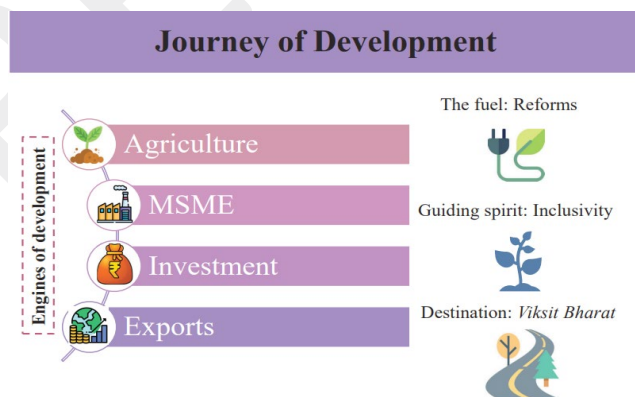 Journey of Development
Engines of development
Agriculture
MSME
Investment
Exports
The fuel: Reforms
Guiding spirit: Inclusivity
Destination: Viksit Bharat